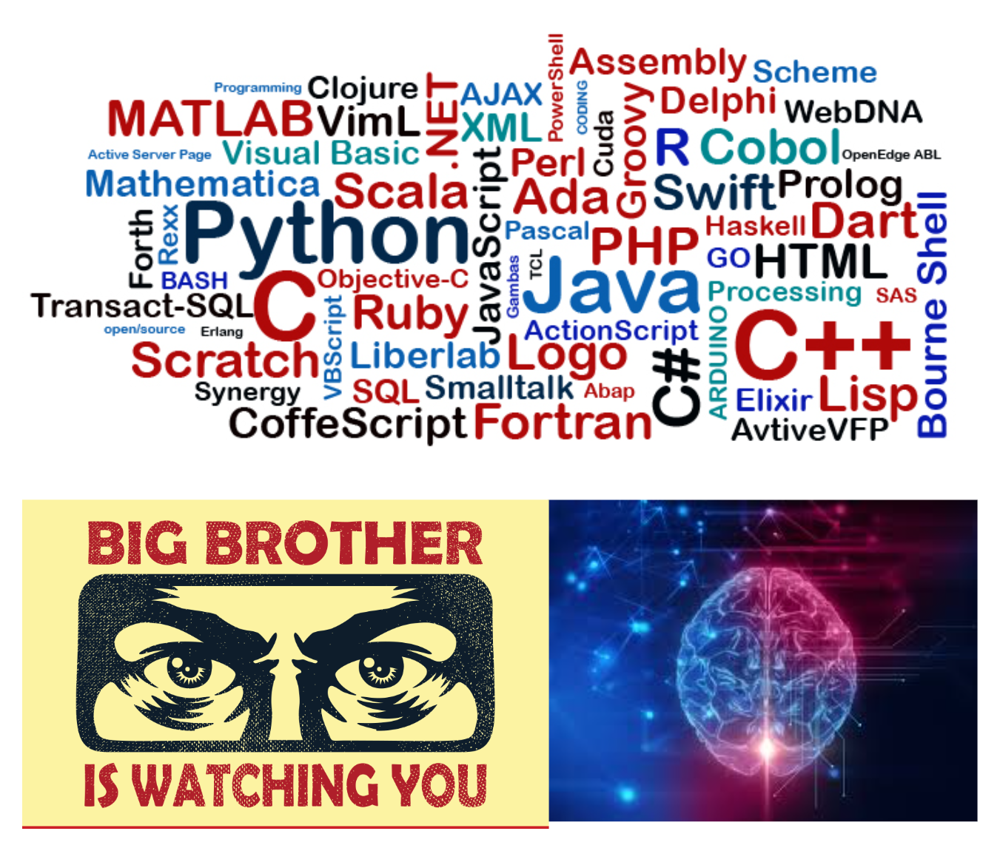 PowerShell
Assembly
Scheme
Programming
Clojure
.NET
AJAX
CODING
Groovy
Delphi
WebDNA
MATLAB
VimL
XML
Cuda
R
Cobol
OpenEdge ABL
Active Server Page
Visual Basic
JavaScript
Perl
Mathematica
Scala
Ada
Swift
Prolog
Forth
Rexx
Python
Pascal
PHP
Haskell
Dart
Bourne Shell
BASH
Objective-C
Gambas
TCL
Java
GO
HTML
Transact-SQL
C
VBScript
Ruby
ActionScript
Processing
SAS
open/source
Erlang
ARDUINO
C++
Scratch
Liberlab
Logo
C#
Synergy
SQL
Smalltalk
Abap
Elixir
Lisp
CoffeScript
Fortran
AvtiveVFP
BIG BROTHER
IS WATCHING YOU